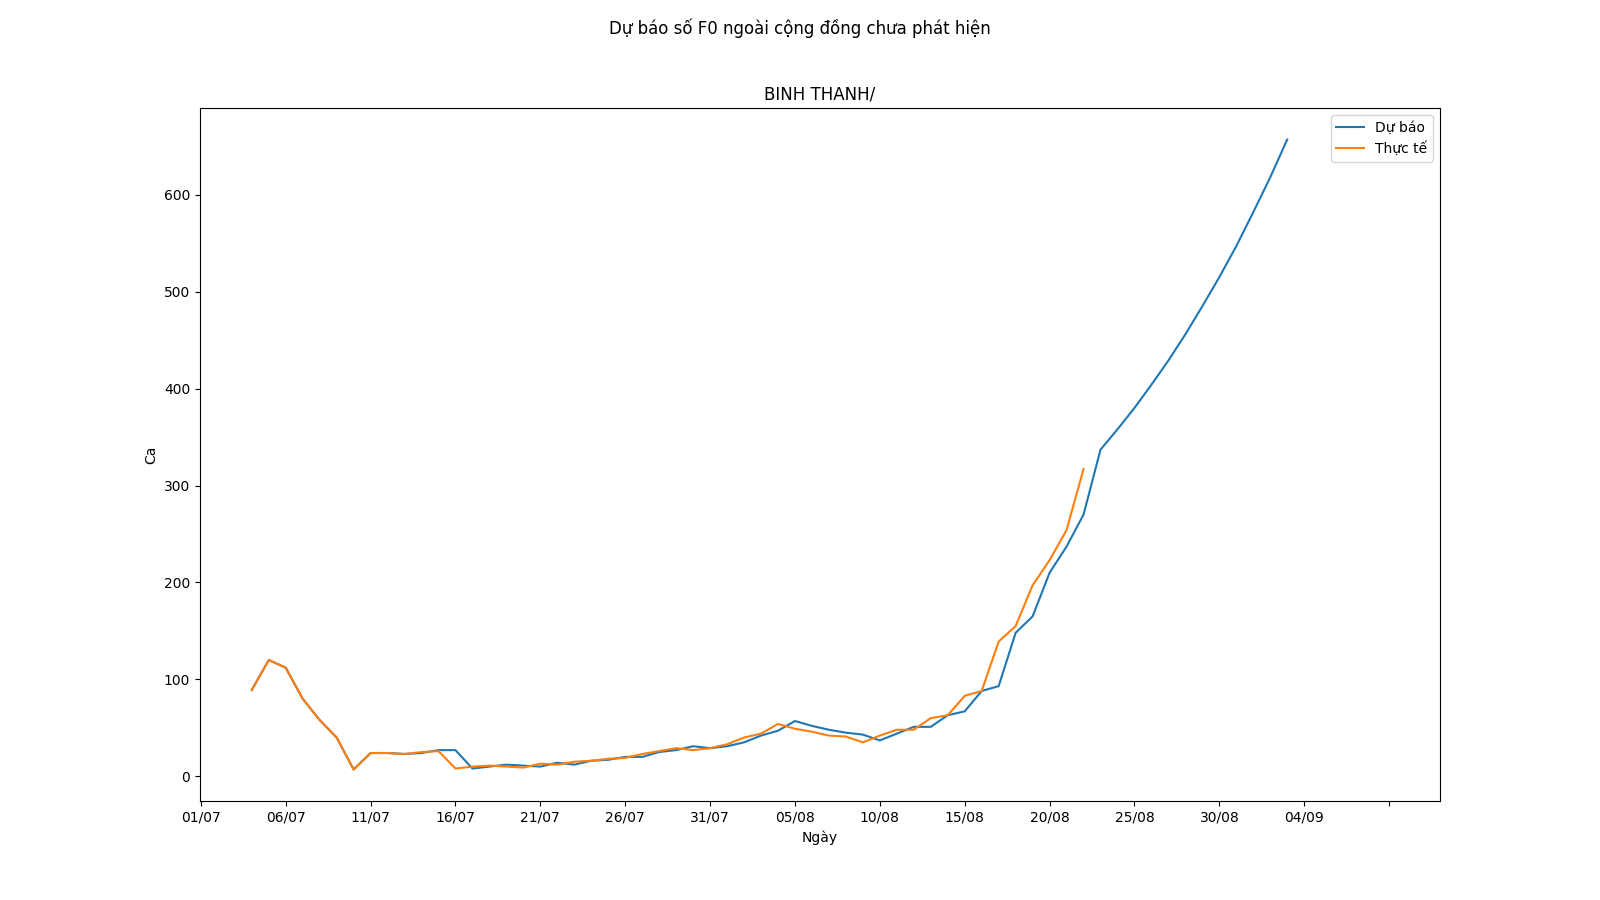 Dự báo số F0 ngoài cộng đồng chưa phát hiện
BINH THANH/
Dự báo
Thực tế
600
500
400
300
200
100
0
Ca
01/07 06/07 11/07 16/07 21/07 26/07 31/07 05/08 10/08 15/08 20/08 25/08 30/08 04/09
Ngày